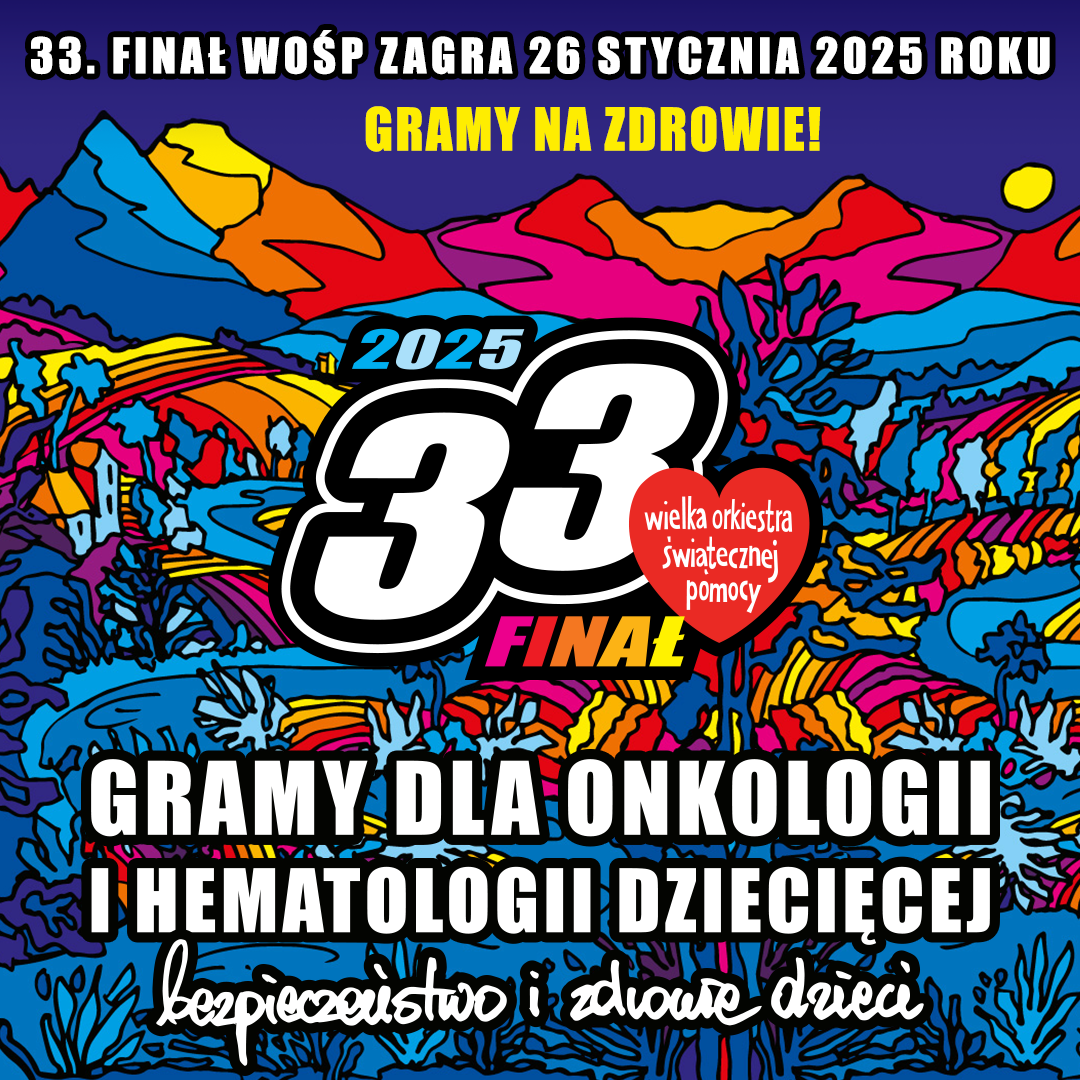 33. FINAŁ WOŚP ZAGRA 26 STYCZNIA 2025 ROKU
GRAMY NA ZDROWIE!
2025
33
wielka orkiestra
świątecznej
pomocy
FINAŁ
GRAMY DLA ONKOLOGII
I HEMATOLOGII DZIECIĘCEJ
bezpieczeństwo i zdrowie dzieci